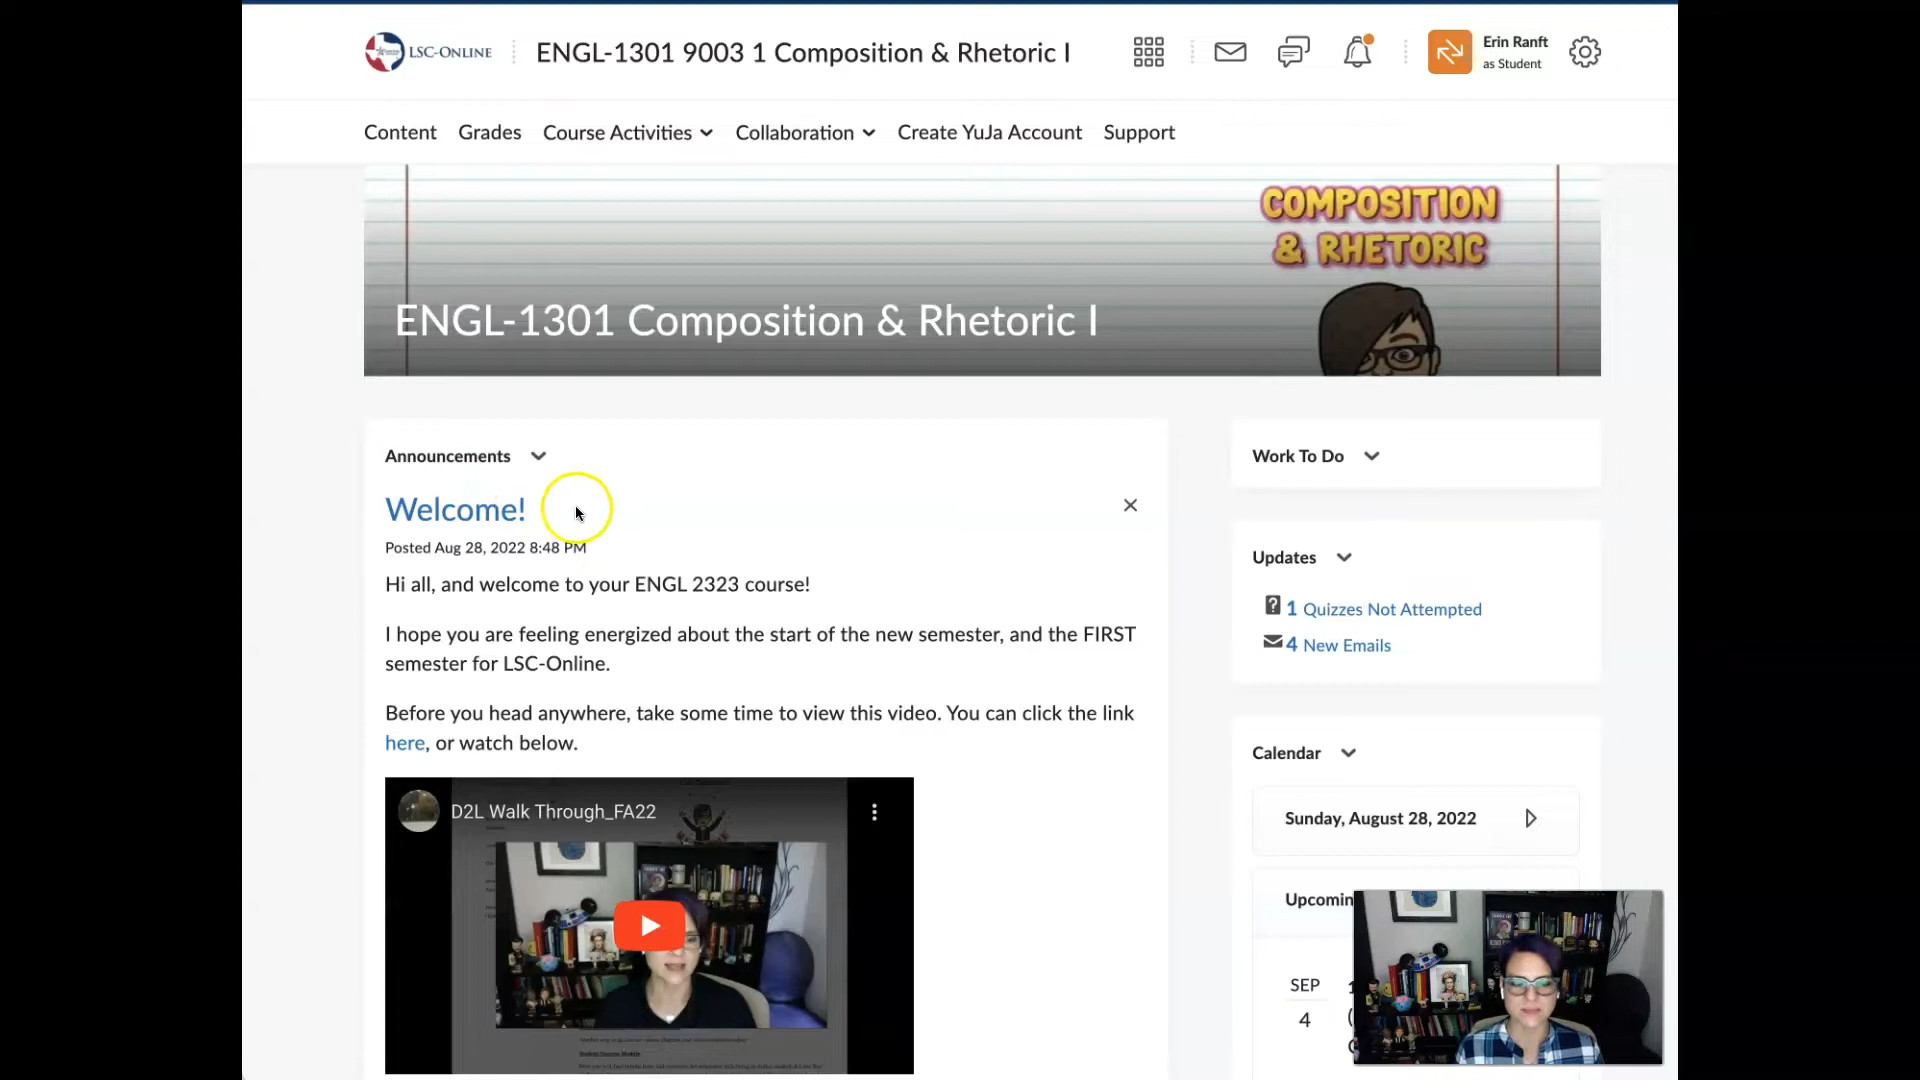 LSC-ONLINE
ENGL-1301 9003 1 Composition & Rhetoric I
Erin Ranft
as Student
Content Grades Course Activities Collaboration Create YuJa Account Support
COMPOSITION
& RHETORIC
ENGL-1301 Composition & Rhetoric I
Announcements
Welcome!
Posted Aug 28, 2022 8:48 PM
Hi all, and welcome to your ENGL 2323 course!
I hope you are feeling energized about the start of the new semester, and the FIRST
semester for LSC-Online.
Before you head anywhere, take some time to view this video. You can click the link
here, or watch below.
D2L Walk Through_FA22
Student Success Module
Work To Do
Updates
1 Quizzes Not Attempted
4 New Emails
Calendar
Sunday, August 28, 2022
Upcomin
SEP
4